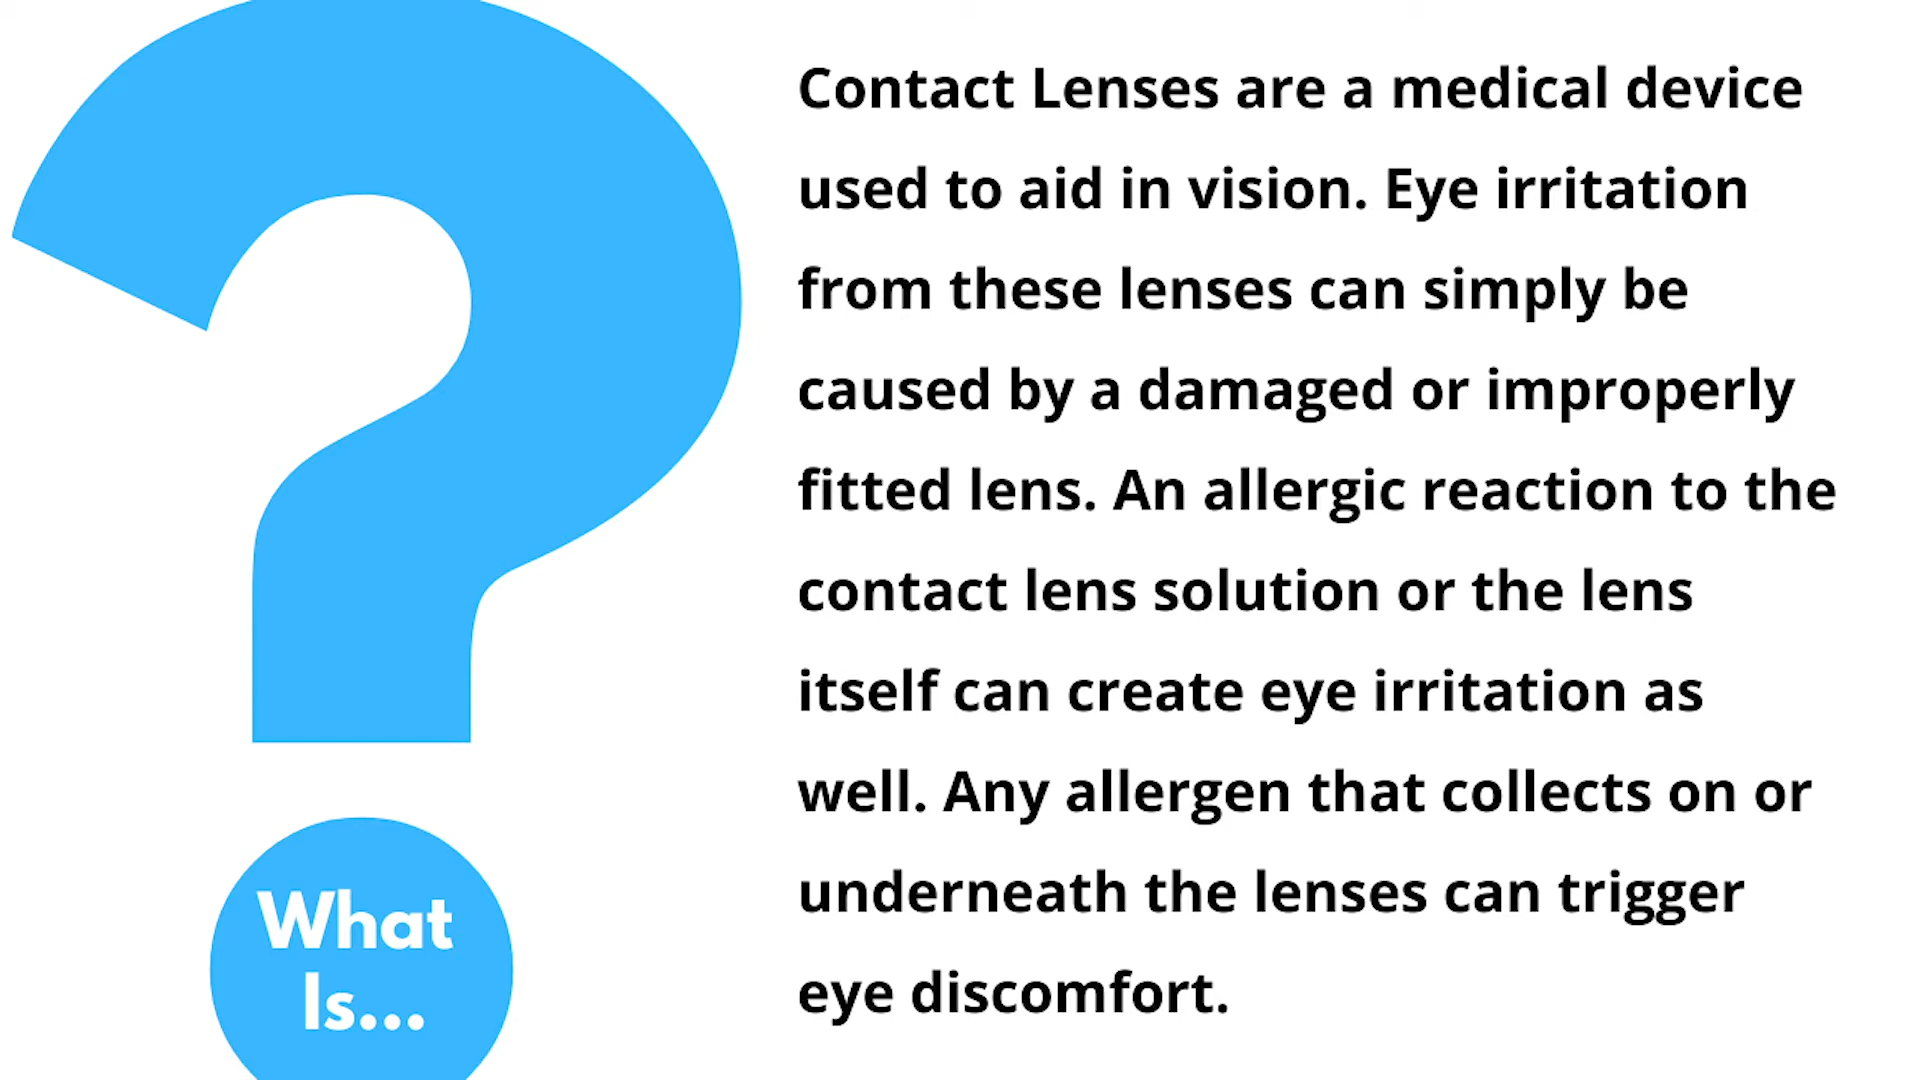 Contact Lenses are a medical device
used to aid in vision. Eye irritation
from these lenses can simply be
caused by a damaged or improperly
fitted lens. An allergic reaction to the
contact lens solution or the lens
itself can create eye irritation as
well. Any allergen that collects on or
underneath the lenses can trigger
eye discomfort.
What
Is...